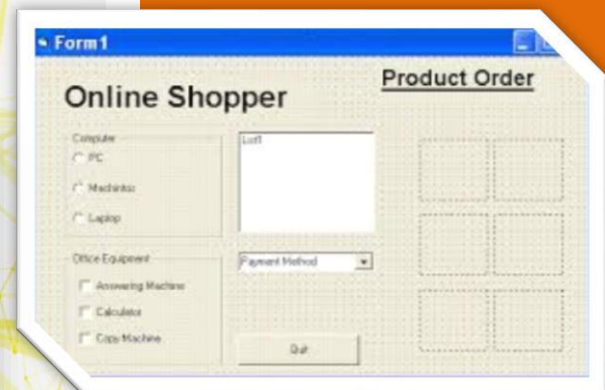 Form1
Online Shopper
Product Order
Computer
PC
Machintos
Laptop
List1
Office Equipment
Answering Machine
Calculator
Copy Machine
Payment Method
Quit